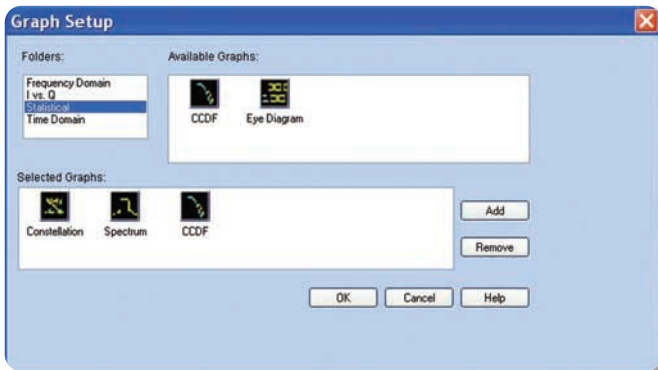 Graph Setup
Folders:
Available Graphs:
Frequency Domain
I vs. Q
Statistical
Time Domain
CCDF
Eye Diagram
Selected Graphs:
Constellation
Spectrum
CCDF
Add
Remove
OK
Cancel
Help